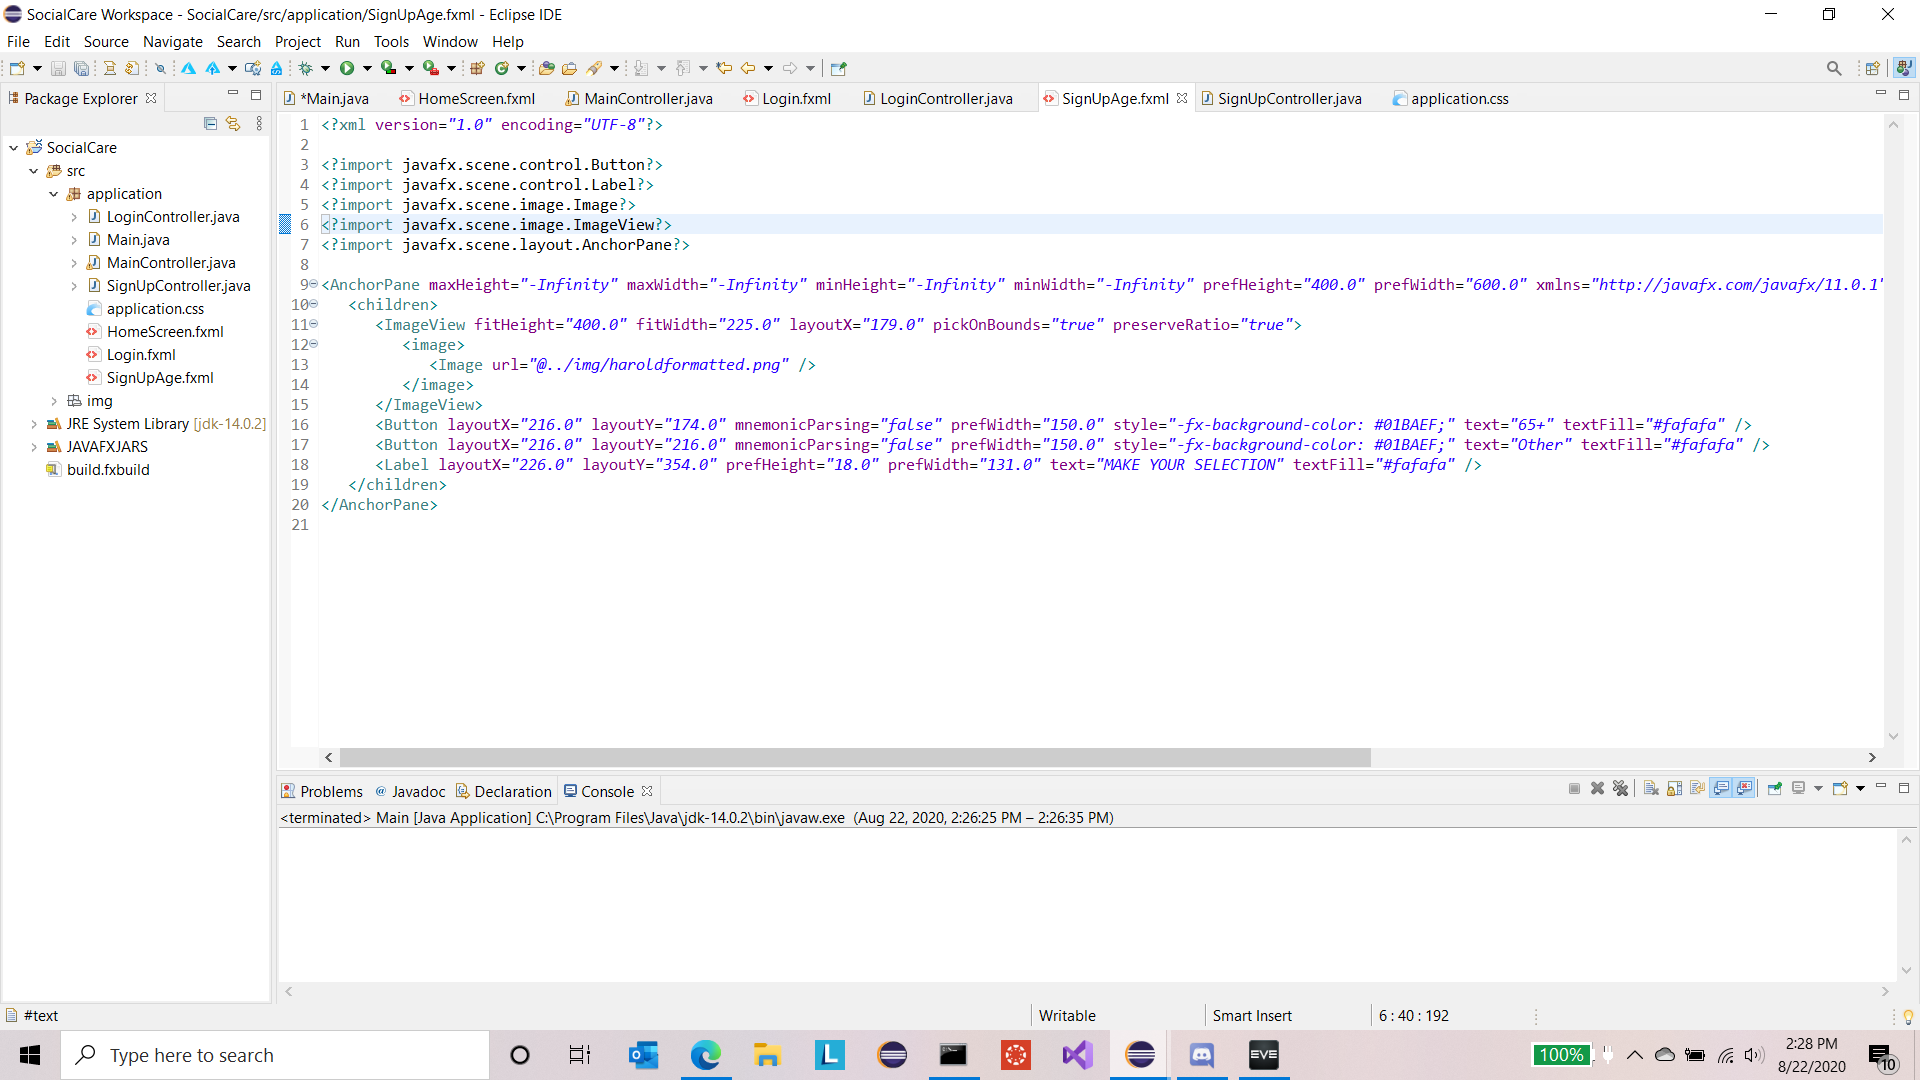 SocialCare Workspace - SocialCare/src/application/SignUpAge.fxml - Eclipse IDE
File Edit Source Navigate Search Project Run Tools Window Help
Package Explorer
*Main.java HomeScreen.fxml MainController.java Login.fxml LoginController.java SignUpAge.fxml SignUpController.java application.css
SocialCare
src
application
LoginController.java
Main.java
MainController.java
SignUpController.java
application.css
HomeScreen.fxml
Login.fxml
SignUpAge.fxml
img
JRE System Library [jdk-14.0.2]
JAVAFXJARS
build.fxbuild
1 <?xml version="1.0" encoding="UTF-8"?>
2
3 <?import javafx.scene.control.Button?>
4 <?import javafx.scene.control.Label?>
5 <?import javafx.scene.image.Image?>
6 <?import javafx.scene.image.ImageView?>
7 <?import javafx.scene.layout.AnchorPane?>
8
9 <AnchorPane maxHeight="-Infinity" maxWidth="-Infinity" minHeight="-Infinity" minWidth="-Infinity" prefHeight="400.0" prefWidth="600.0" xmlns="http://javafx.com/javafx/11.0.1"
10 <children>
11 <ImageView fitHeight="400.0" fitWidth="225.0" layoutX="179.0" pickOnBounds="true" preserveRatio="true">
12 <image>
13 <Image url="@../img/haroldformatted.png" />
14 </image>
15 </ImageView>
16 <Button layoutX="216.0" layoutY="174.0" mnemonicParsing="false" prefWidth="150.0" style="-fx-background-color: #01BAEF;" text="65+" textFill="#fafafa" />
17 <Button layoutX="216.0" layoutY="216.0" mnemonicParsing="false" prefWidth="150.0" style="-fx-background-color: #01BAEF;" text="Other" textFill="#fafafa" />
18 <Label layoutX="226.0" layoutY="354.0" prefHeight="18.0" prefWidth="131.0" text="MAKE YOUR SELECTION" textFill="#fafafa" />
19 </children>
20 </AnchorPane>
21
Problems @ Javadoc Declaration Console
<terminated> Main [Java Application] C:\Program Files\Java\jdk-14.0.2\bin\javaw.exe (Aug 22, 2020, 2:26:25 PM – 2:26:35 PM)
#text
Writable
Smart Insert
6 : 40 : 192
Type here to search
L
EVE
100%
2:28 PM
8/22/2020
10